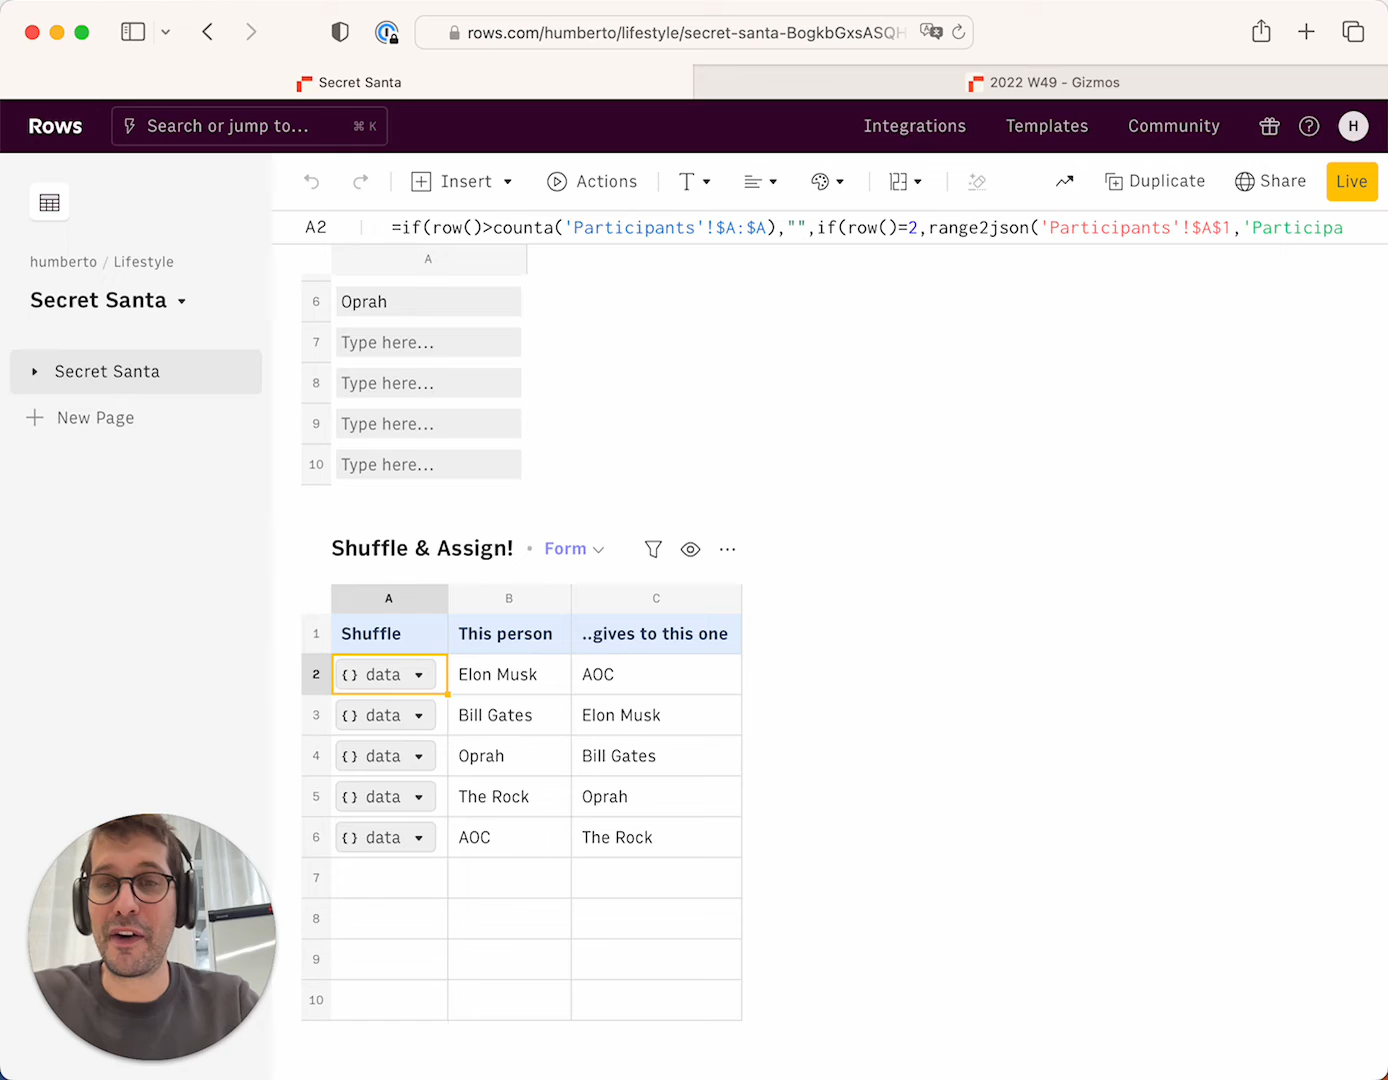 rows.com/humberto/lifestyle/secret-santa-BogkbGxsASQH
Secret Santa
2022 W49 - Gizmos
Rows
Search or jump to...
⌘ K
Integrations
Templates
Community
H
Insert
Actions
T
Duplicate
Share
Live
A2
=if(row()>counta('Participants'!$A:$A),"",if(row()=2,range2json('Participants'!$A$1,'Participa
humberto / Lifestyle
Secret Santa
Secret Santa
New Page
A
6 Oprah
7 Type here...
8 Type here...
9 Type here...
10 Type here...
Shuffle & Assign! • Form
A B C
1 Shuffle This person ..gives to this one
2 {} data Elon Musk AOC
3 {} data Bill Gates Elon Musk
4 {} data Oprah Bill Gates
5 {} data The Rock Oprah
6 {} data AOC The Rock
7
8
9
10